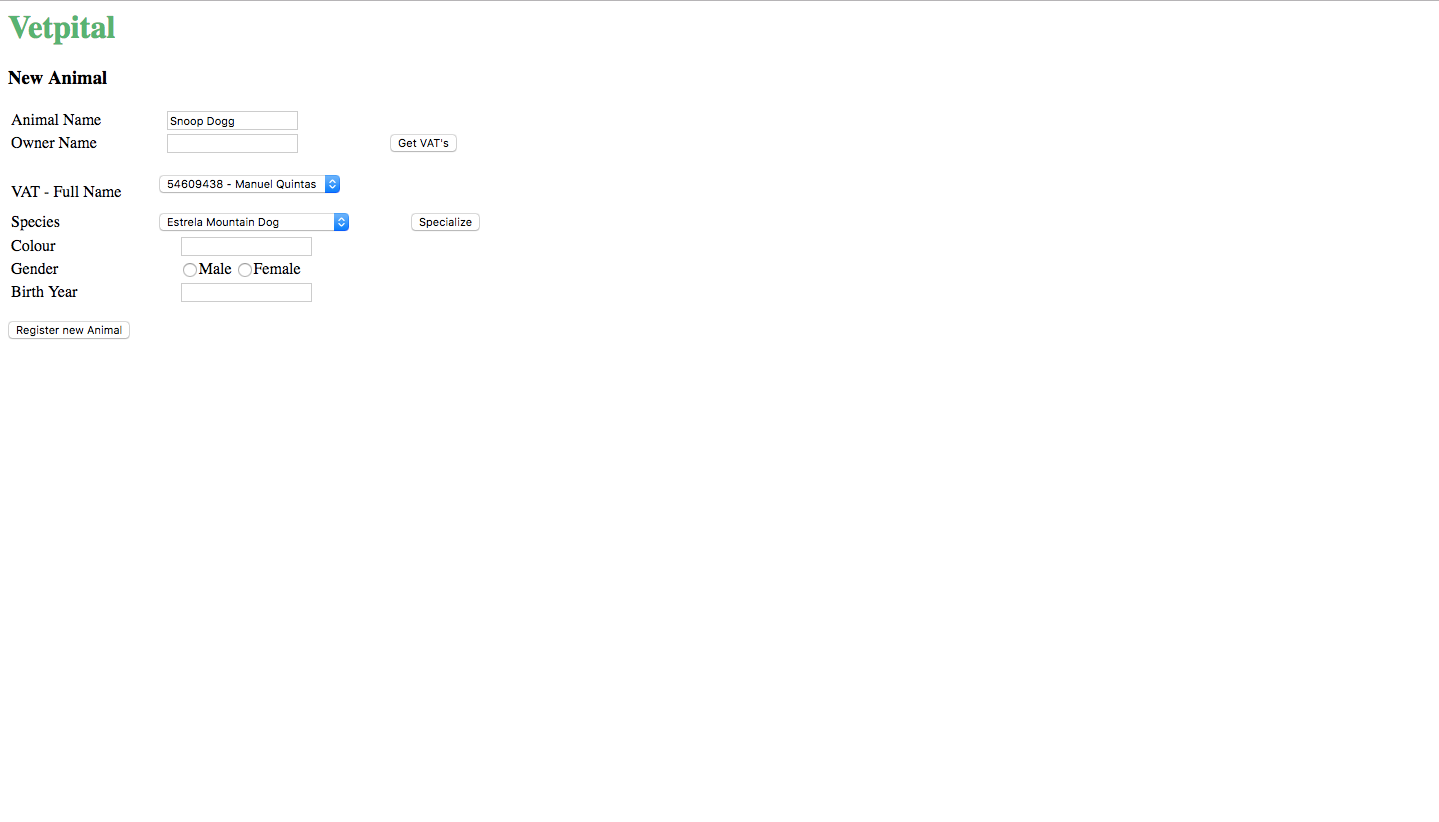 Vetpital
New Animal
Animal Name Snoop Dogg
Owner Name Get VAT's
VAT - Full Name 54609438 - Manuel Quintas
Species Estrela Mountain Dog Specialize
Colour
Gender Male Female
Birth Year
Register new Animal